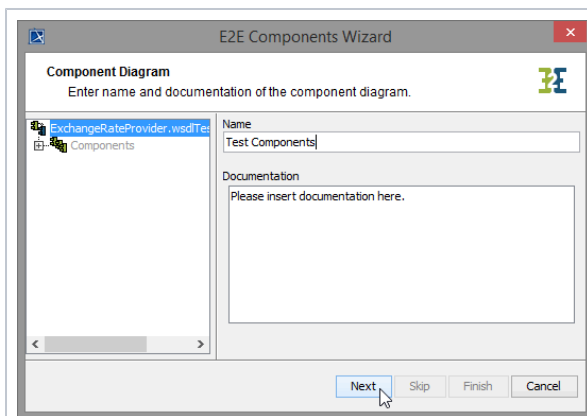 E2E Components Wizard
Component Diagram
Enter name and documentation of the component diagram.
ExchangeRateProvider.wsdlTes
Components
Name
Test Components
Documentation
Please insert documentation here.
Next
Skip
Finish
Cancel